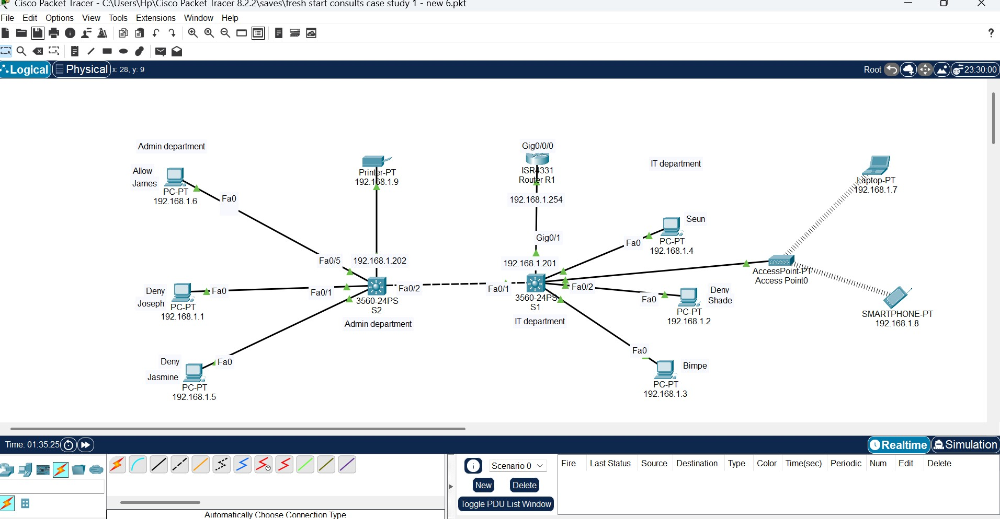 Cisco Packet Tracer - C:\Users\Hp\Cisco Packet Tracer 8.2.2\saves\fresh start consults case study 1 - new 6.pkt
File Edit Options View Tools Extensions Window Help
?
Logical Physical x: 28, y: 9 Root 23:30:00
Admin department
Allow
James
PC-PT
192.168.1.6
Fa0
Printer-PT
192.168.1.9
Gig0/0/0
ISR4331
Router R1
192.168.1.254
Gig0/1
IT department
Laptop-PT
192.168.1.7
Seun
Fa0
PC-PT
192.168.1.4
Fa0/5
192.168.1.202
192.168.1.201
AccessPoint-PT
Access Point0
Deny
Joseph
PC-PT
192.168.1.1
Fa0
Fa0/1
Fa0/2
3560-24PS
S2
Admin department
Fa0/1
3560-24PS
S1
IT department
Fa0/2
Fa0
Deny
Shade
PC-PT
192.168.1.2
SMARTPHONE-PT
192.168.1.8
Deny
Jasmine
Fa0
PC-PT
192.168.1.5
Fa0
Bimpe
PC-PT
192.168.1.3
Time: 01:35:25 Realtime Simulation
Scenario 0
New Delete
Toggle PDU List Window
Fire Last Status Source Destination Type Color Time(sec) Periodic Num Edit Delete
Automatically Choose Connection Type